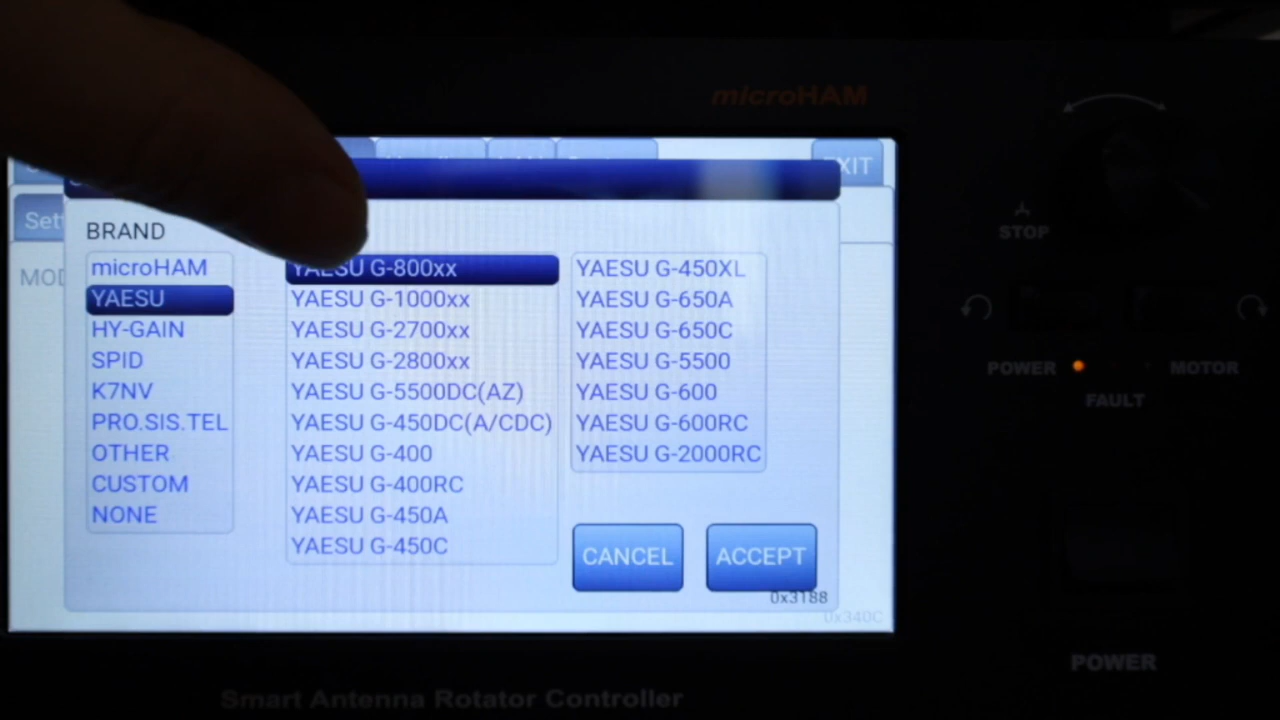 microHAM
EXIT
Set
BRAND
MOD
microHAM
YAESU
HY-GAIN
SPID
K7NV
PRO.SIS.TEL
OTHER
CUSTOM
NONE
YAESU G-800xx
YAESU G-1000xx
YAESU G-2700xx
YAESU G-2800xx
YAESU G-5500DC(AZ)
YAESU G-450DC(A/CDC)
YAESU G-400
YAESU G-400RC
YAESU G-450A
YAESU G-450C
YAESU G-450XL
YAESU G-650A
YAESU G-650C
YAESU G-5500
YAESU G-600
YAESU G-600RC
YAESU G-2000RC
CANCEL
ACCEPT
0x3188
0x340C
STOP
POWER
MOTOR
FAULT
POWER
Smart Antenna Rotator Controller